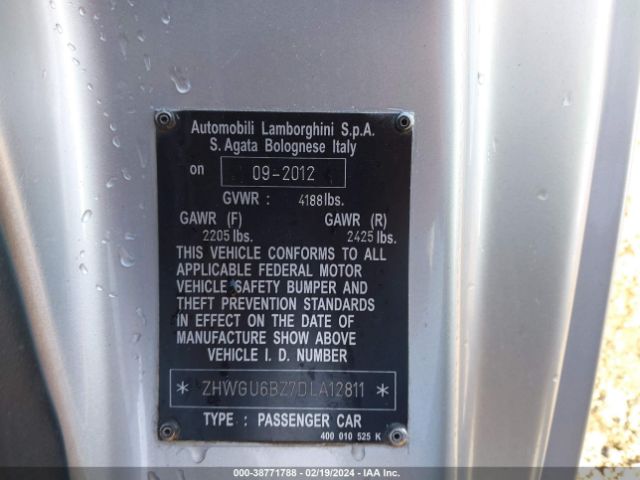 Automobili Lamborghini S.p.A.
S. Agata Bolognese Italy
on 09-2012
GVWR : 4188lbs.
GAWR (F) GAWR (R)
2205 lbs. 2425 lbs.
THIS VEHICLE CONFORMS TO ALL
APPLICABLE FEDERAL MOTOR
VEHICLE SAFETY BUMPER AND
THEFT PREVENTION STANDARDS
IN EFFECT ON THE DATE OF
MANUFACTURE SHOW ABOVE
VEHICLE I. D. NUMBER
* ZHWGU6BZ7DLA12811 *
TYPE : PASSENGER CAR
400 010 525 K
000-38771788 - 02/19/2024 - IAA Inc.